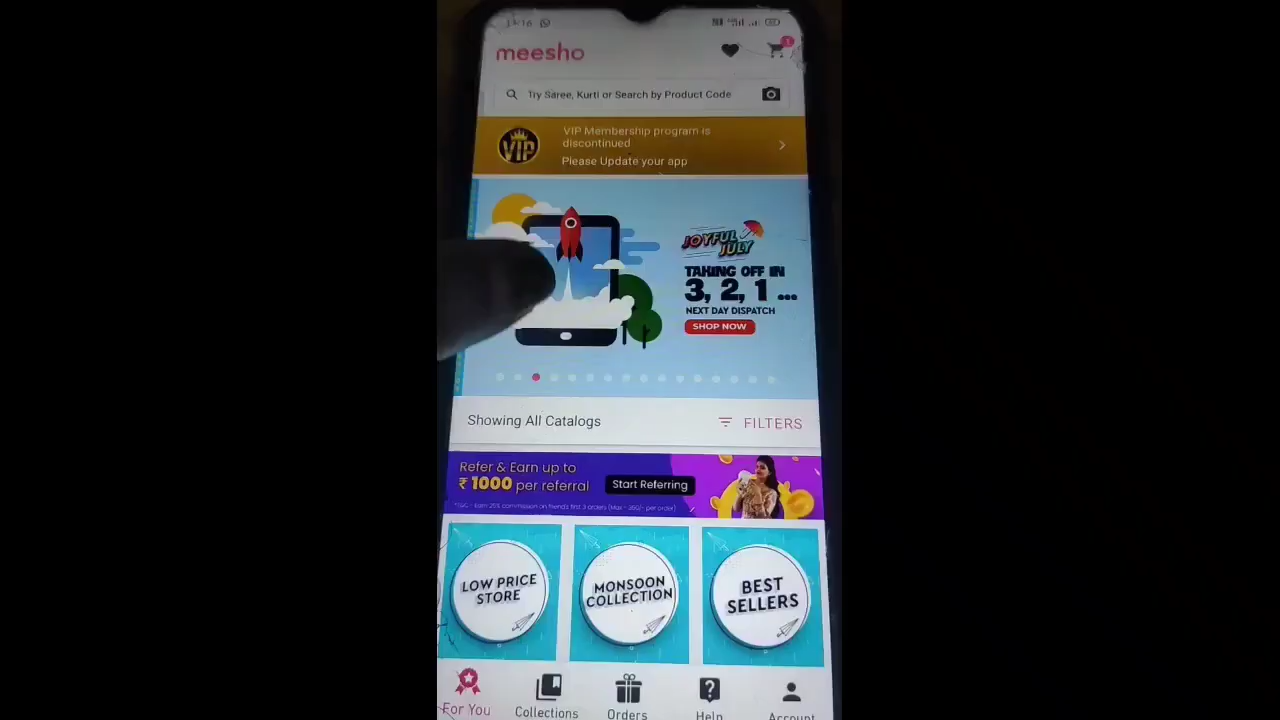 meesho
1
Try Saree, Kurti or Search by Product Code
VIP
VIP Membership program is
discontinued
Please Update your app
JOYFUL
JULY
TAKING OFF IN
3, 2, 1 ...
NEXT DAY DISPATCH
SHOP NOW
Showing All Catalogs
FILTERS
Refer & Earn up to
₹ 1000 per referral
Start Referring
LOW PRICE
STORE
MONSOON
COLLECTION
BEST
SELLERS
For You
Collections
Orders
Help
Account